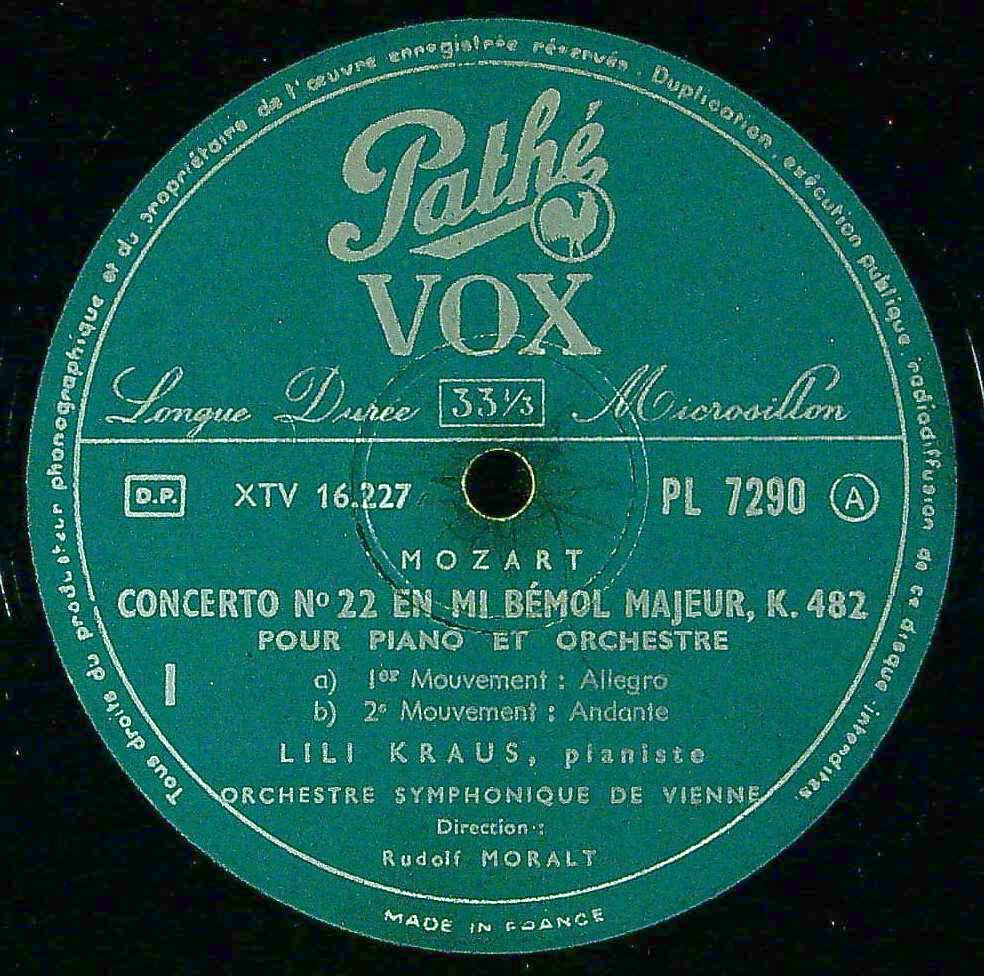 Tous droits du producteur phonographique et du propriétaire de l'œuvre enregistrée réservés. Duplication, exécution publique, radiodiffusion de ce disque interdites.
Pathé
VOX
Longue Durée 33 1/3 Microsillon
D.P. XTV 16.227 PL 7290 A
MOZART
CONCERTO Nº 22 EN MI BÉMOL MAJEUR, K. 482
POUR PIANO ET ORCHESTRE
I a) 1er Mouvement : Allegro
b) 2e Mouvement : Andante
LILI KRAUS, pianiste
ORCHESTRE SYMPHONIQUE DE VIENNE
Direction :
Rudolf MORALT
MADE IN FRANCE